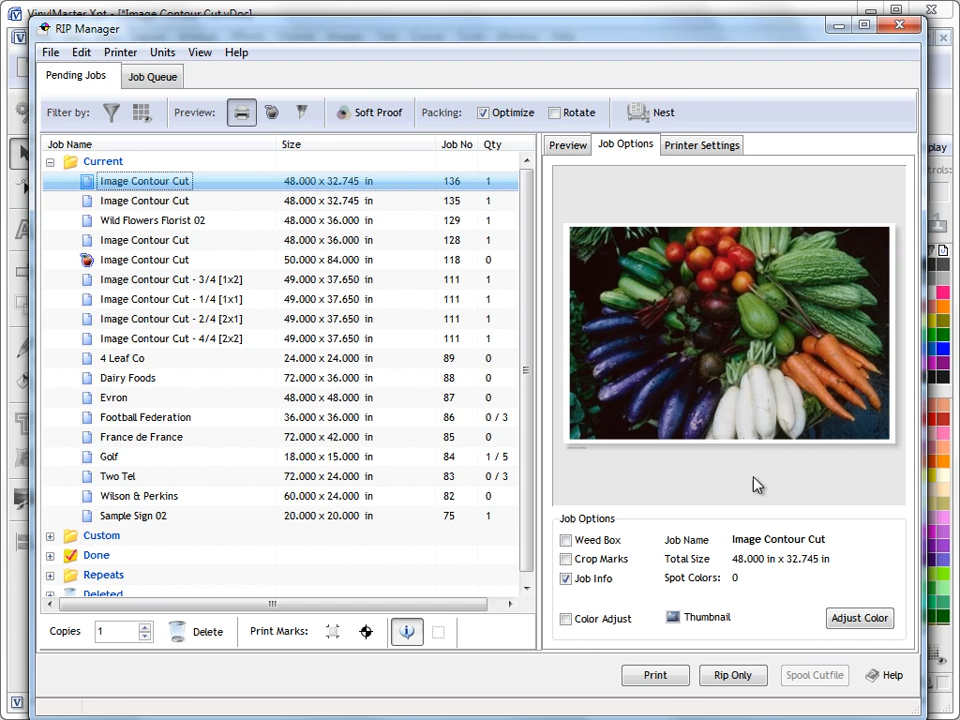 VinylMaster Xpt - [*Image Contour Cut.vDoc]
RIP Manager
File Edit Printer Units View Help
Pending Jobs Job Queue
Filter by: Preview: Soft Proof Packing: Optimize Rotate Nest
Job Name Size Job No Qty
Current
Image Contour Cut 48.000 x 32.745 in 136 1
Image Contour Cut 48.000 x 32.745 in 135 1
Wild Flowers Florist 02 48.000 x 36.000 in 129 1
Image Contour Cut 48.000 x 36.000 in 128 1
Image Contour Cut 50.000 x 84.000 in 118 0
Image Contour Cut - 3/4 [1x2] 49.000 x 37.650 in 111 1
Image Contour Cut - 1/4 [1x1] 49.000 x 37.650 in 111 1
Image Contour Cut - 2/4 [2x1] 49.000 x 37.650 in 111 1
Image Contour Cut - 4/4 [2x2] 49.000 x 37.650 in 111 1
4 Leaf Co 24.000 x 24.000 in 89 0
Dairy Foods 72.000 x 36.000 in 88 0
Evron 48.000 x 48.000 in 87 0
Football Federation 36.000 x 36.000 in 86 0 / 3
France de France 72.000 x 42.000 in 85 0
Golf 18.000 x 15.000 in 84 1 / 5
Two Tel 72.000 x 24.000 in 83 0 / 3
Wilson & Perkins 60.000 x 24.000 in 82 0
Sample Sign 02 20.000 x 20.000 in 75 1
Custom
Done
Repeats
Deleted
Copies 1 Delete Print Marks:
Preview Job Options Printer Settings
Job Options
Weed Box Job Name Image Contour Cut
Crop Marks Total Size 48.000 in x 32.745 in
Job Info Spot Colors: 0
Color Adjust Thumbnail Adjust Color
Print Rip Only Spool Cutfile Help
play